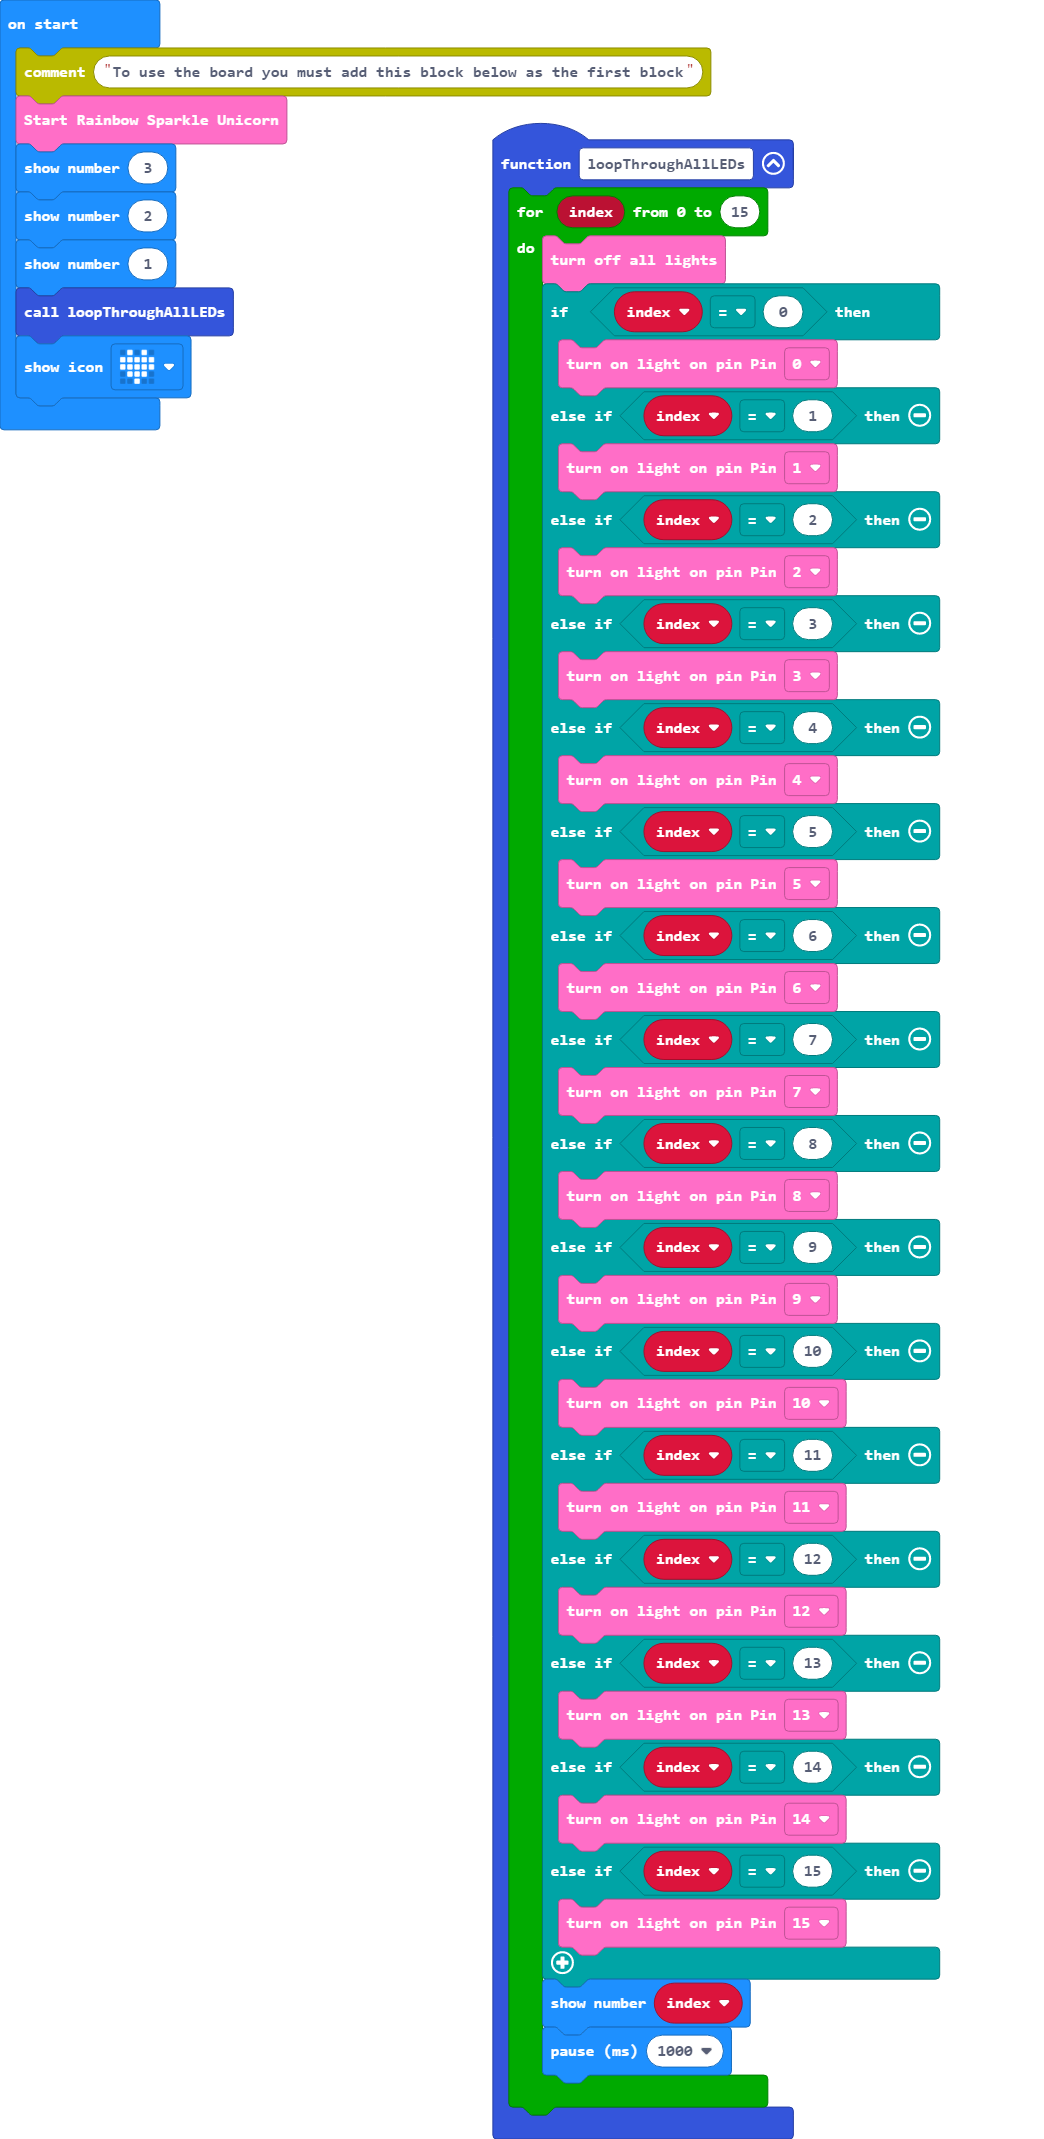 on start
comment "To use the board you must add this block below as the first block"
Start Rainbow Sparkle Unicorn
show number 3
show number 2
show number 1
call loopThroughAllLEDs
show icon
function loopThroughAllLEDs
for index from 0 to 15
do
turn off all lights
if index = 0 then
turn on light on pin Pin 0
else if index = 1 then
turn on light on pin Pin 1
else if index = 2 then
turn on light on pin Pin 2
else if index = 3 then
turn on light on pin Pin 3
else if index = 4 then
turn on light on pin Pin 4
else if index = 5 then
turn on light on pin Pin 5
else if index = 6 then
turn on light on pin Pin 6
else if index = 7 then
turn on light on pin Pin 7
else if index = 8 then
turn on light on pin Pin 8
else if index = 9 then
turn on light on pin Pin 9
else if index = 10 then
turn on light on pin Pin 10
else if index = 11 then
turn on light on pin Pin 11
else if index = 12 then
turn on light on pin Pin 12
else if index = 13 then
turn on light on pin Pin 13
else if index = 14 then
turn on light on pin Pin 14
else if index = 15 then
turn on light on pin Pin 15
show number index
pause (ms) 1000